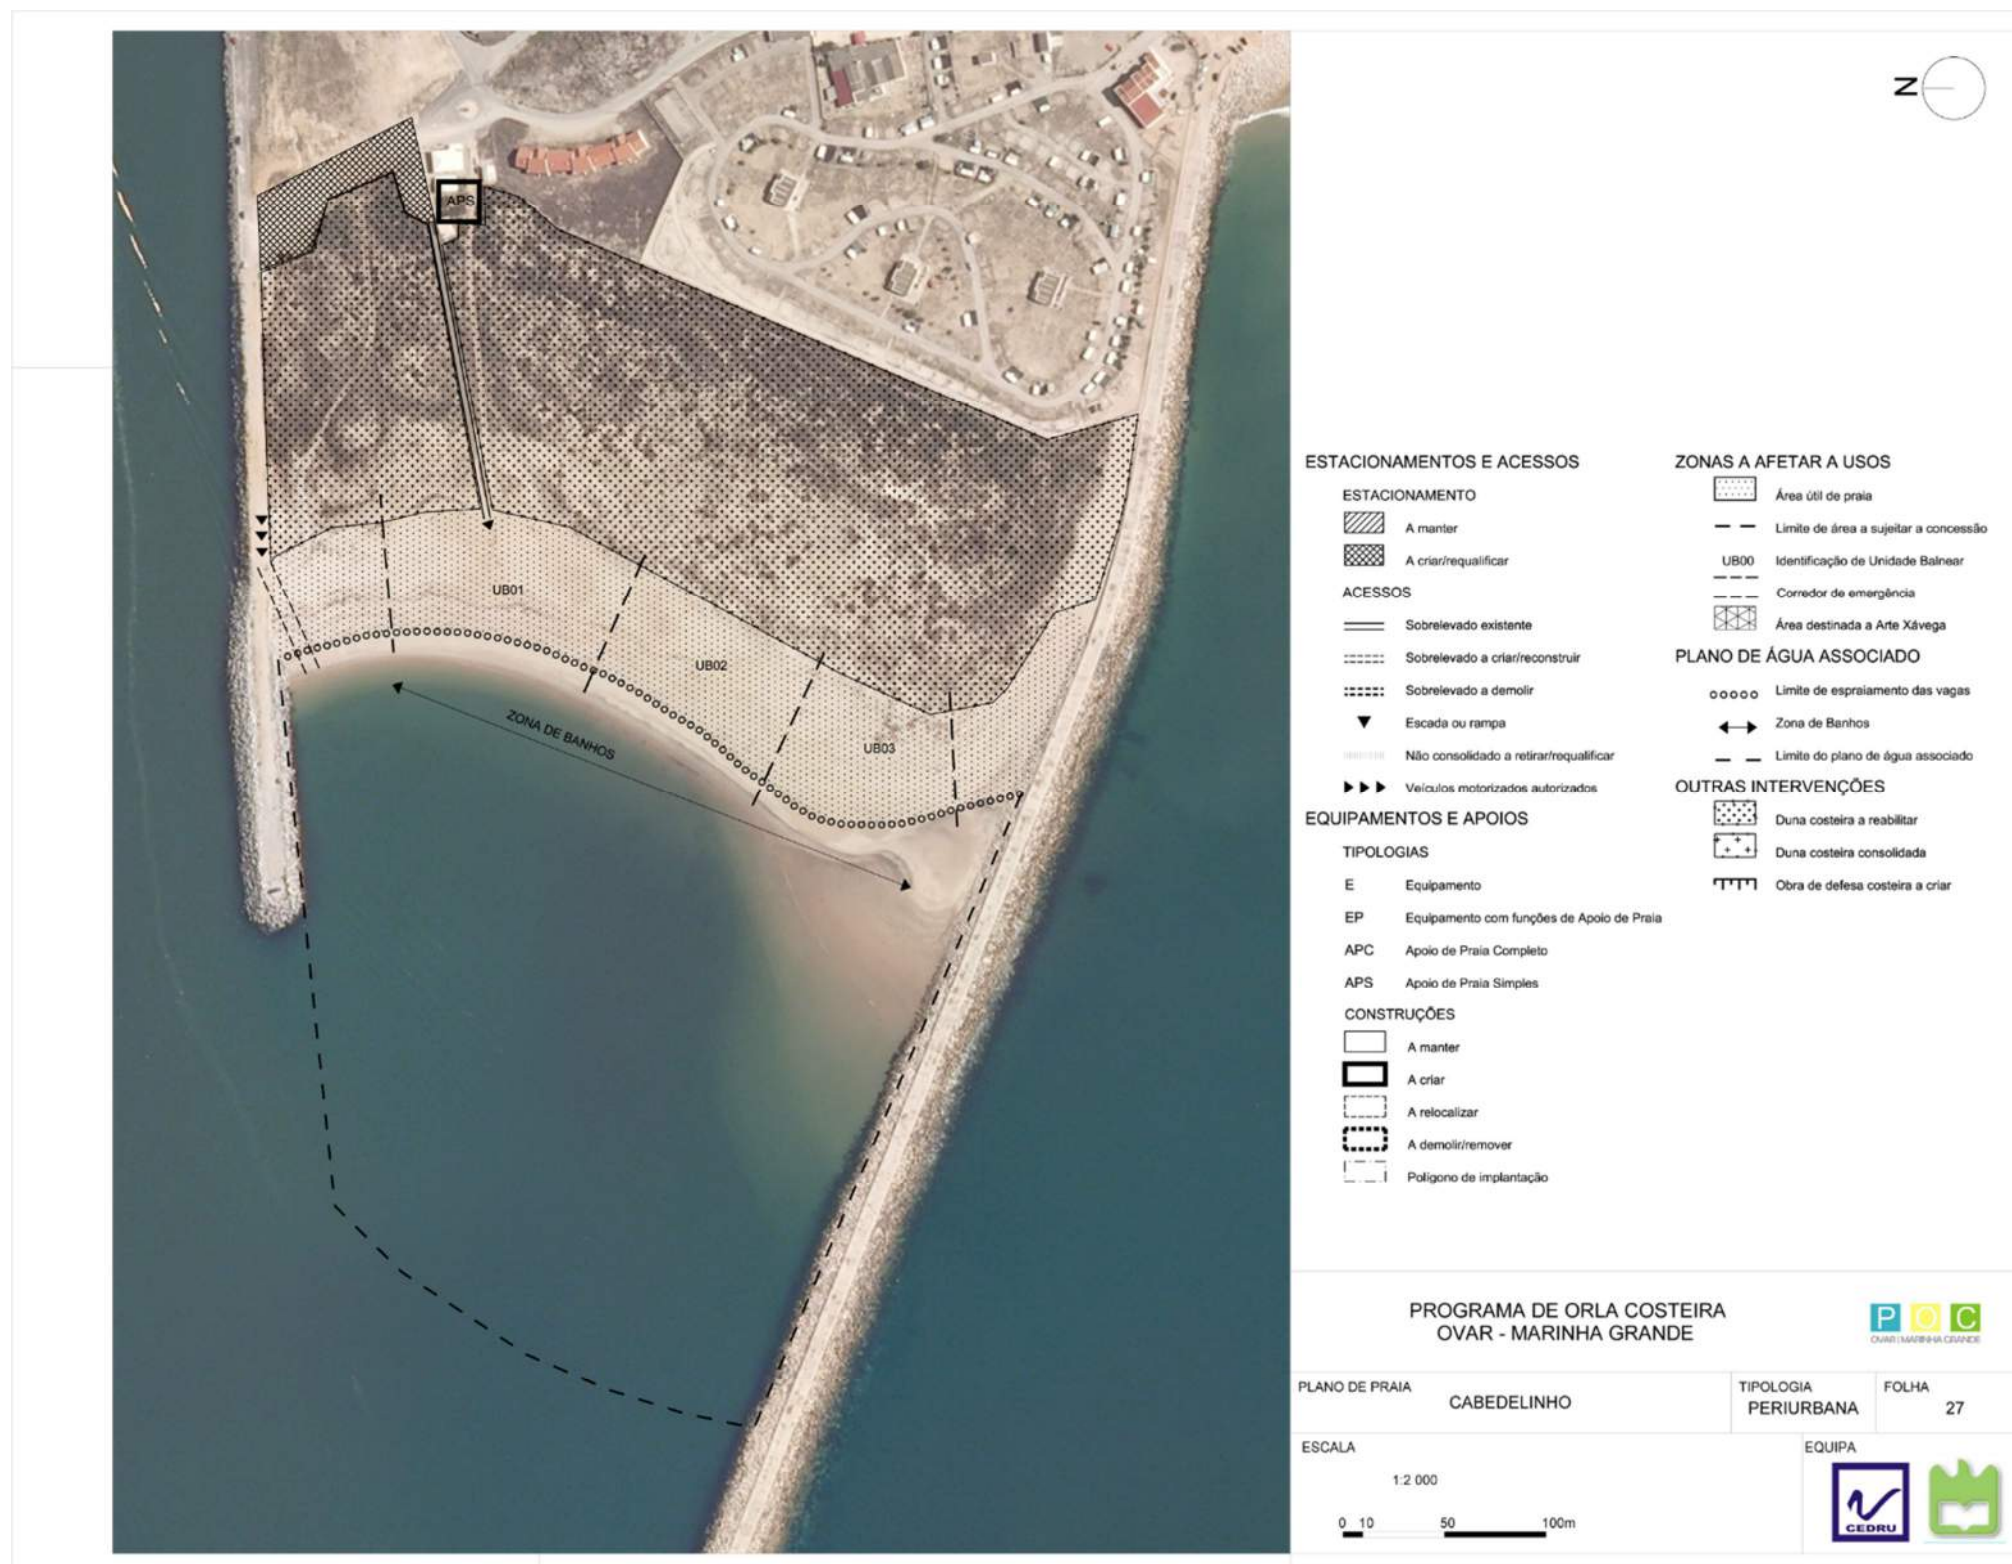 N
APS
UB01
UB02
UB03
ZONA DE BANHOS
ESTACIONAMENTOS E ACESSOS
ESTACIONAMENTO
A manter
A criar/requalificar
ACESSOS
Sobrelevado existente
Sobrelevado a criar/reconstruir
Sobrelevado a demolir
Escada ou rampa
Não consolidado a retirar/requalificar
Veículos motorizados autorizados
EQUIPAMENTOS E APOIOS
TIPOLOGIAS
E Equipamento
EP Equipamento com funções de Apoio de Praia
APC Apoio de Praia Completo
APS Apoio de Praia Simples
CONSTRUÇÕES
A manter
A criar
A relocalizar
A demolir/remover
Polígono de implantação
ZONAS A AFETAR A USOS
Área útil de praia
Limite de área a sujeitar a concessão
UB00 Identificação de Unidade Balnear
Corredor de emergência
Área destinada a Arte Xávega
PLANO DE ÁGUA ASSOCIADO
Limite de espraiamento das vagas
Zona de Banhos
Limite do plano de água associado
OUTRAS INTERVENÇÕES
Duna costeira a reabilitar
Duna costeira consolidada
Obra de defesa costeira a criar
PROGRAMA DE ORLA COSTEIRA
OVAR - MARINHA GRANDE
POC
OVAR | MARINHA GRANDE
PLANO DE PRAIA
CABEDELINHO
TIPOLOGIA
PERIURBANA
FOLHA
27
ESCALA
1:2 000
0 10 50 100m
EQUIPA
CEDRU